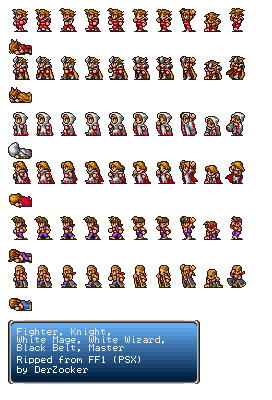 Fighter, Knight,
White Mage, White Wizard,
Black Belt, Master
Ripped from FF1 (PSX)
by DerZocker